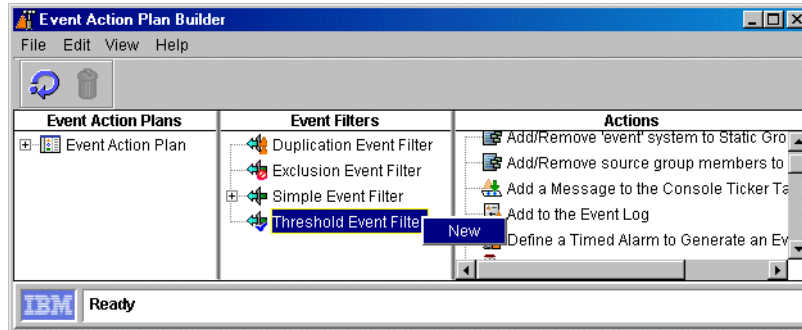 Event Action Plan Builder
File Edit View Help
Event Action Plans
Event Action Plan
Event Filters
Duplication Event Filter
Exclusion Event Filter
Simple Event Filter
Threshold Event Filte
New
Actions
Add/Remove 'event' system to Static Gro
Add/Remove source group members to
Add a Message to the Console Ticker Ta
Add to the Event Log
Define a Timed Alarm to Generate an Ev
IBM
Ready